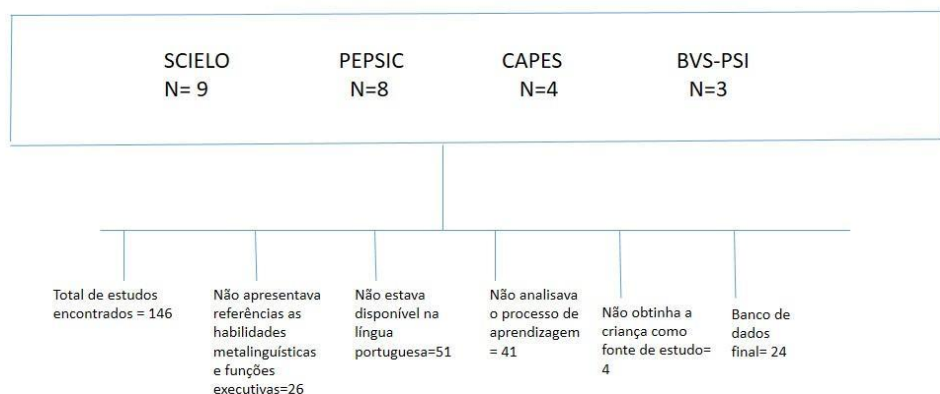 SCIELO
N= 9
PEPSIC
N=8
CAPES
N=4
BVS-PSI
N=3
Total de estudos
encontrados = 146
Não apresentava
referências as
habilidades
metalinguísticas
e funções
executivas=26
Não estava
disponível na
língua
portuguesa=51
Não analisava
o processo de
aprendizagem
= 41
Não obtinha a
criança como
fonte de estudo=
4
Banco de
dados
final= 24